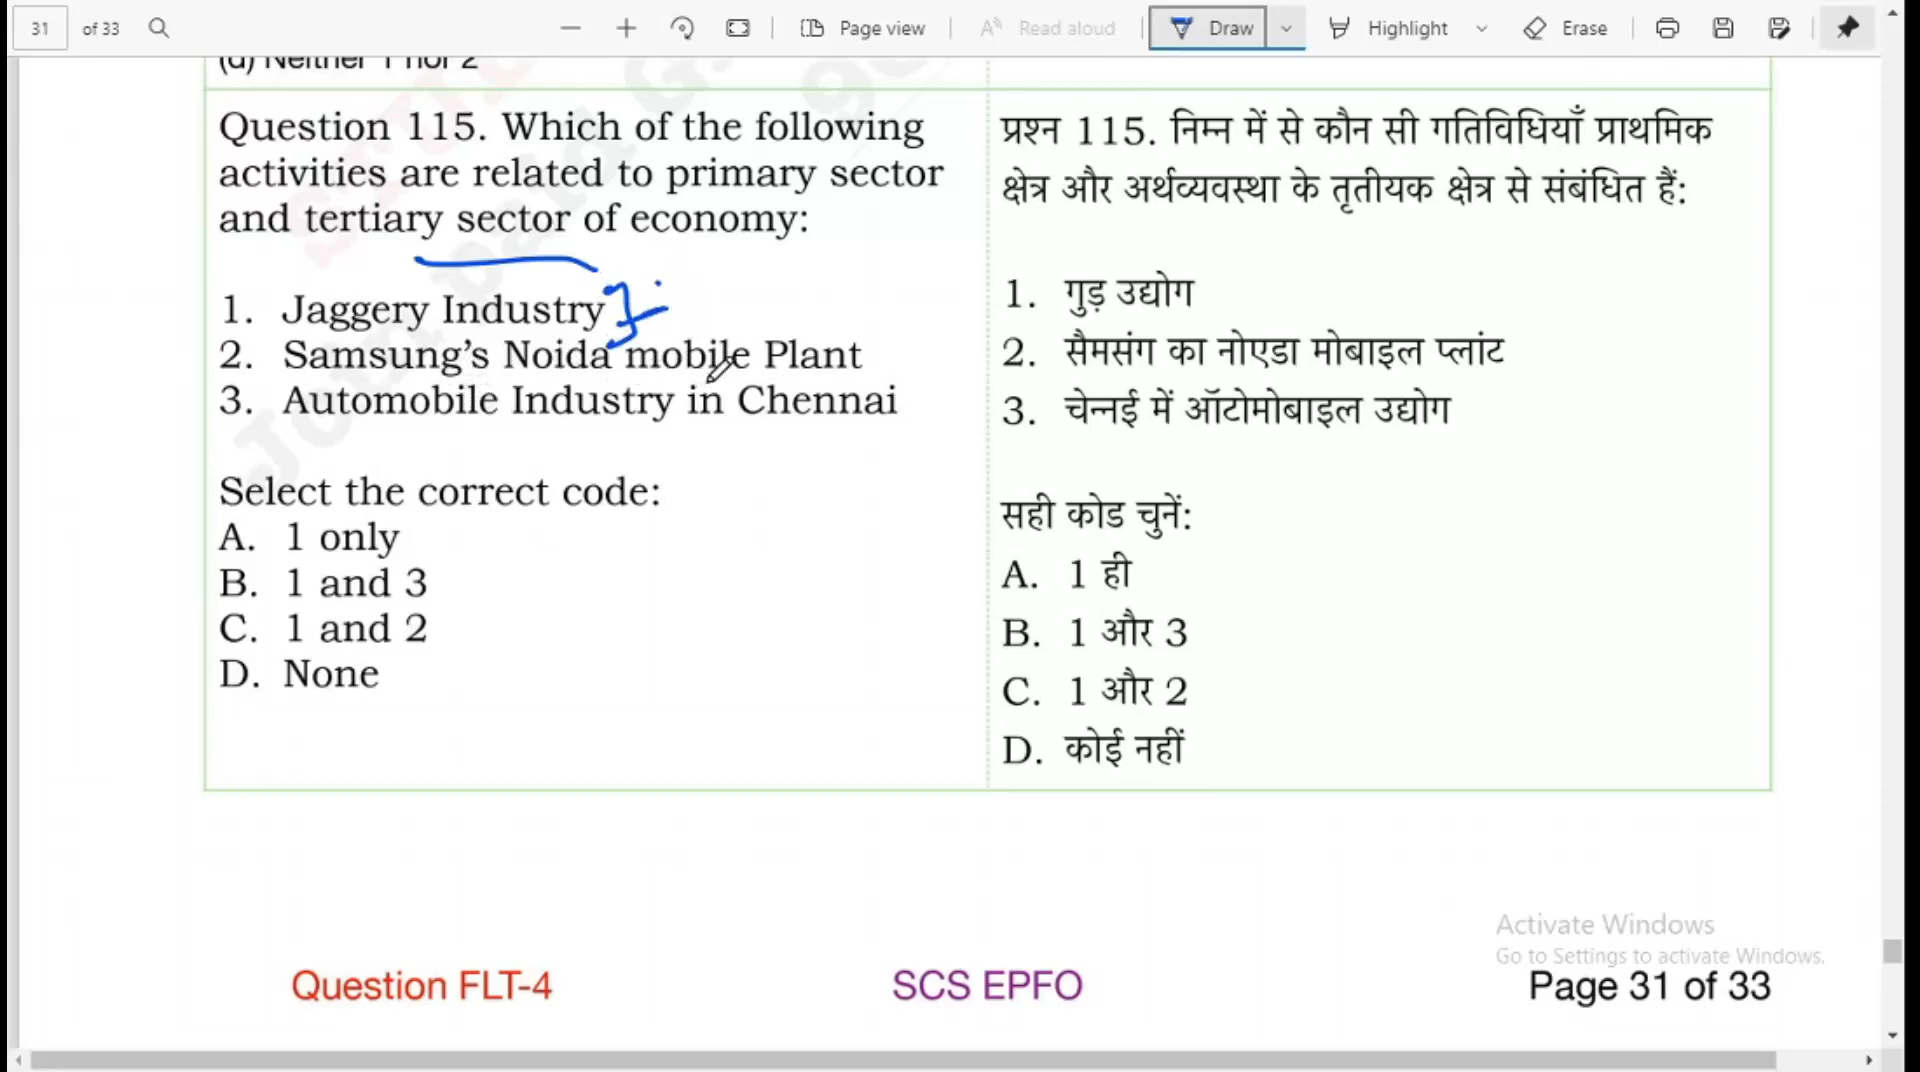 31 of 33 Page view Read aloud Draw Highlight Erase
(d) Neither 1 nor 2
Question 115. Which of the following
activities are related to primary sector
and tertiary sector of economy:
1. Jaggery Industry
2. Samsung's Noida mobile Plant
3. Automobile Industry in Chennai
Select the correct code:
A. 1 only
B. 1 and 3
C. 1 and 2
D. None
प्रश्न 115. निम्न में से कौन सी गतिविधियाँ प्राथमिक
क्षेत्र और अर्थव्यवस्था के तृतीयक क्षेत्र से संबंधित हैं:
1. गुड़ उद्योग
2. सैमसंग का नोएडा मोबाइल प्लांट
3. चेन्नई में ऑटोमोबाइल उद्योग
सही कोड चुनें:
A. 1 ही
B. 1 और 3
C. 1 और 2
D. कोई नहीं
Activate Windows
Go to Settings to activate Windows.
Question FLT-4 SCS EPFO Page 31 of 33